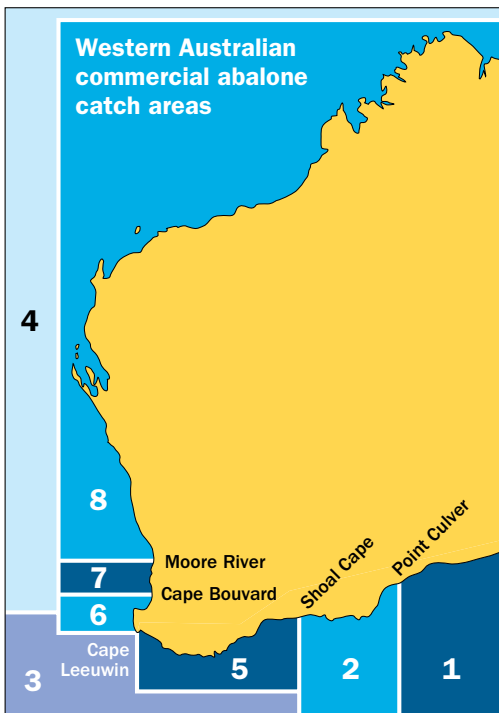 Western Australian
commercial abalone
catch areas
4
8
Moore River
7
Cape Bouvard
Shoal Cape
Point Culver
6
Cape
Leeuwin
3
5
2
1